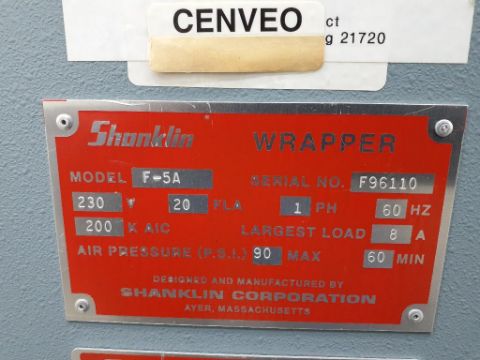 CENVEO
ct
g 21720
Shanklin WRAPPER
MODEL F-5A SERIAL NO. F96110
230 V 20 FLA 1 PH 60 HZ
200 K AIC LARGEST LOAD 8 A
AIR PRESSURE (P.S.I.) 90 MAX 60 MIN
DESIGNED AND MANUFACTURED BY
SHANKLIN CORPORATION
AYER, MASSACHUSETTS